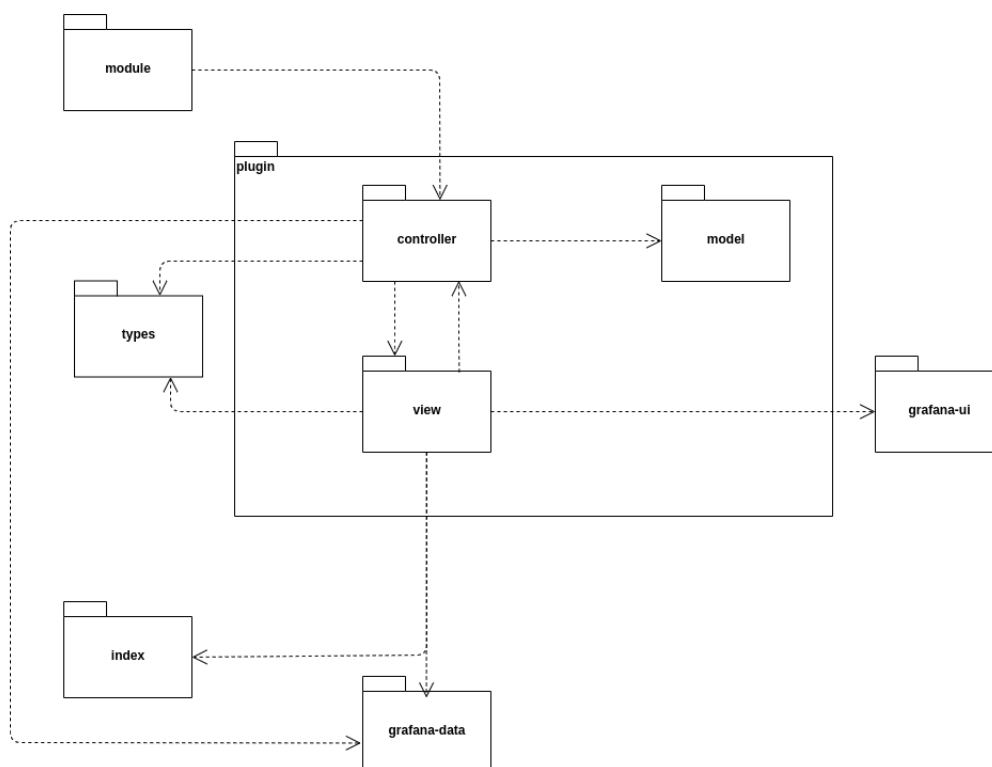 module
plugin
controller
model
types
view
grafana-ui
index
grafana-data